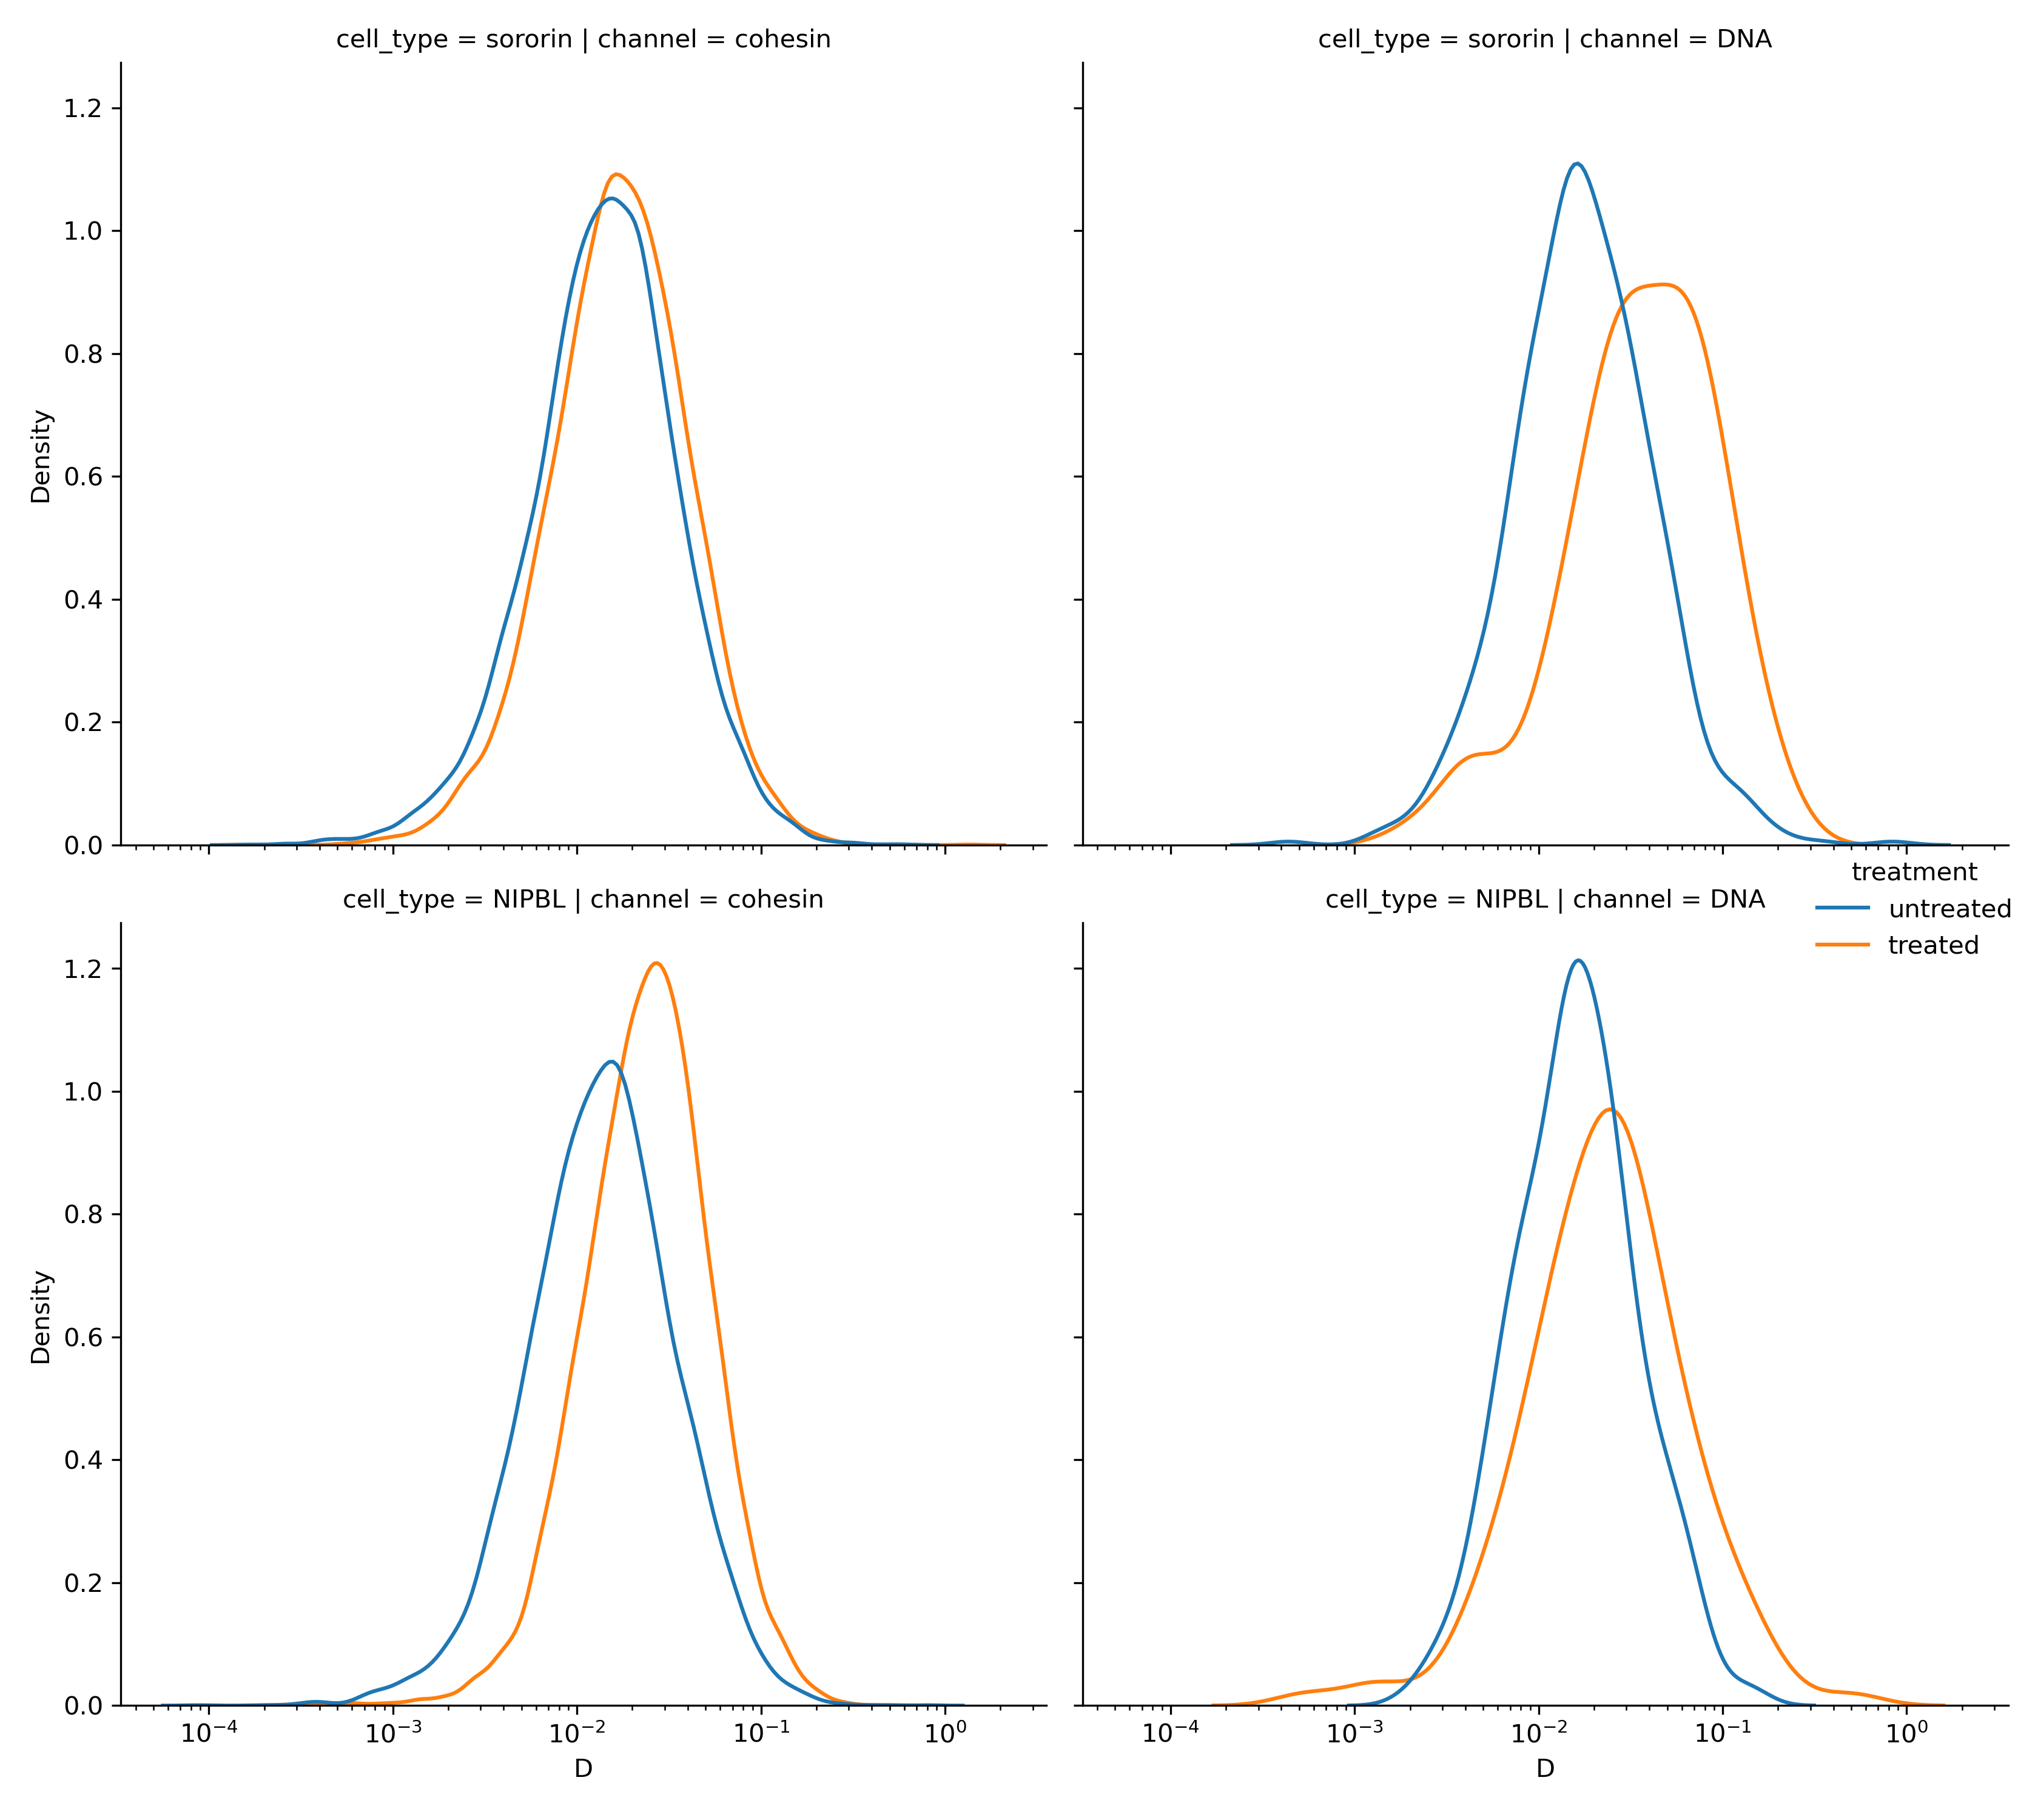 cell_type = sororin | channel = cohesin
cell_type = sororin | channel = DNA
1.2
1.0
0.8
0.6
0.4
0.2
0.0
Density
treatment
untreated
treated
cell_type = NIPBL | channel = cohesin
cell_type = NIPBL | channel = DNA
1.2
1.0
0.8
0.6
0.4
0.2
0.0
Density
10⁻⁴ 10⁻³ 10⁻² 10⁻¹ 10⁰
10⁻⁴ 10⁻³ 10⁻² 10⁻¹ 10⁰
D
D